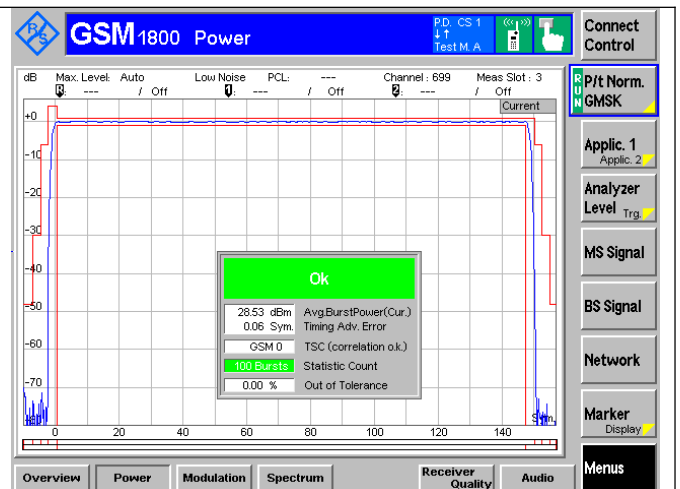 R S
GSM 1800 Power
P.D. CS 1
Test M. A
Connect
Control
dB Max. Level: Auto Low Noise PCL: --- Channel : 699 Meas Slot : 3
R: --- / Off 1: --- / Off 2: --- / Off
Current
RUN
P/t Norm.
GMSK
Applic. 1
Applic. 2
Analyzer
Level Trg.
MS Signal
BS Signal
Network
Marker
Display
Menus
+0
-10
-20
-30
-40
-50
-60
-70
Ok
28.53 dBm Avg.BurstPower(Cur.)
0.06 Sym. Timing Adv. Error
GSM 0 TSC (correlation o.k.)
100 Bursts Statistic Count
0.00 % Out of Tolerance
0 20 40 60 80 100 120 140
Sym.
Overview Power Modulation Spectrum Receiver Quality Audio